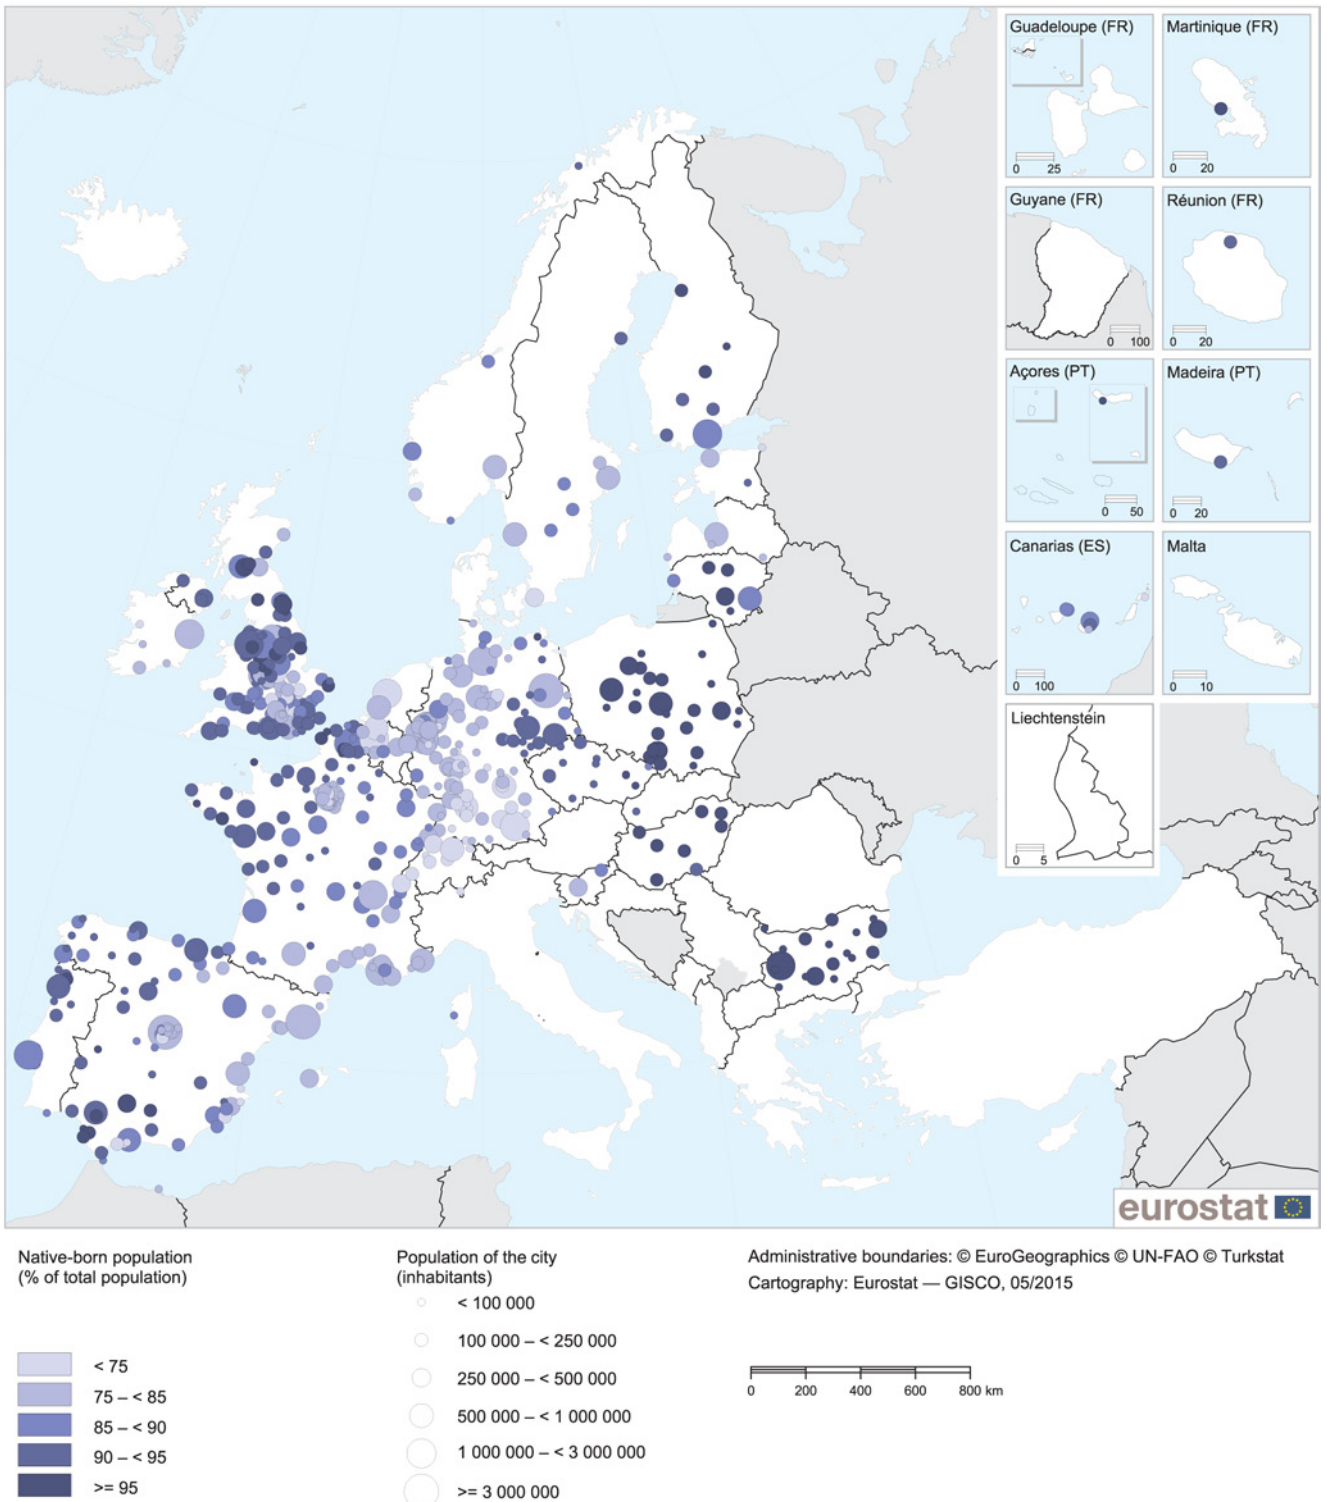 Guadeloupe (FR)
0 25
Martinique (FR)
0 20
Guyane (FR)
0 100
Réunion (FR)
0 20
Açores (PT)
0 50
Madeira (PT)
0 20
Canarias (ES)
0 100
Malta
0 10
Liechtenstein
0 5
eurostat
Native-born population
(% of total population)
< 75
75 – < 85
85 – < 90
90 – < 95
>= 95
Population of the city
(inhabitants)
< 100 000
100 000 – < 250 000
250 000 – < 500 000
500 000 – < 1 000 000
1 000 000 – < 3 000 000
>= 3 000 000
Administrative boundaries: © EuroGeographics © UN-FAO © Turkstat
Cartography: Eurostat — GISCO, 05/2015
0 200 400 600 800 km